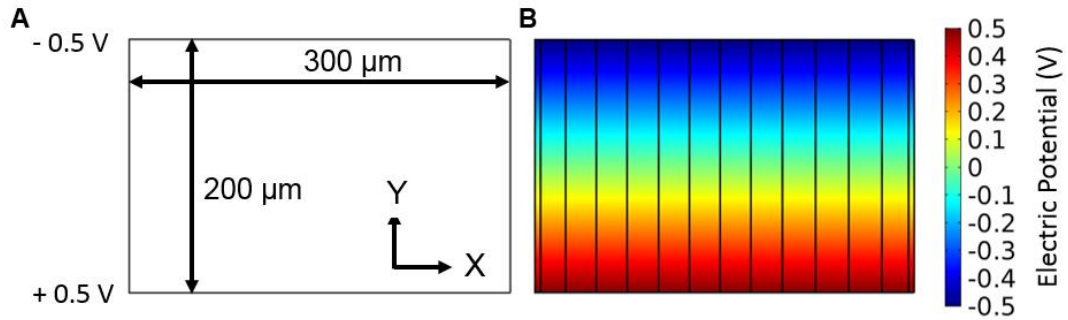 A
- 0.5 V
300 µm
200 µm
Y
X
+ 0.5 V
B
0.5
0.4
0.3
0.2
0.1
0
-0.1
-0.2
-0.3
-0.4
-0.5
Electric Potential (V)